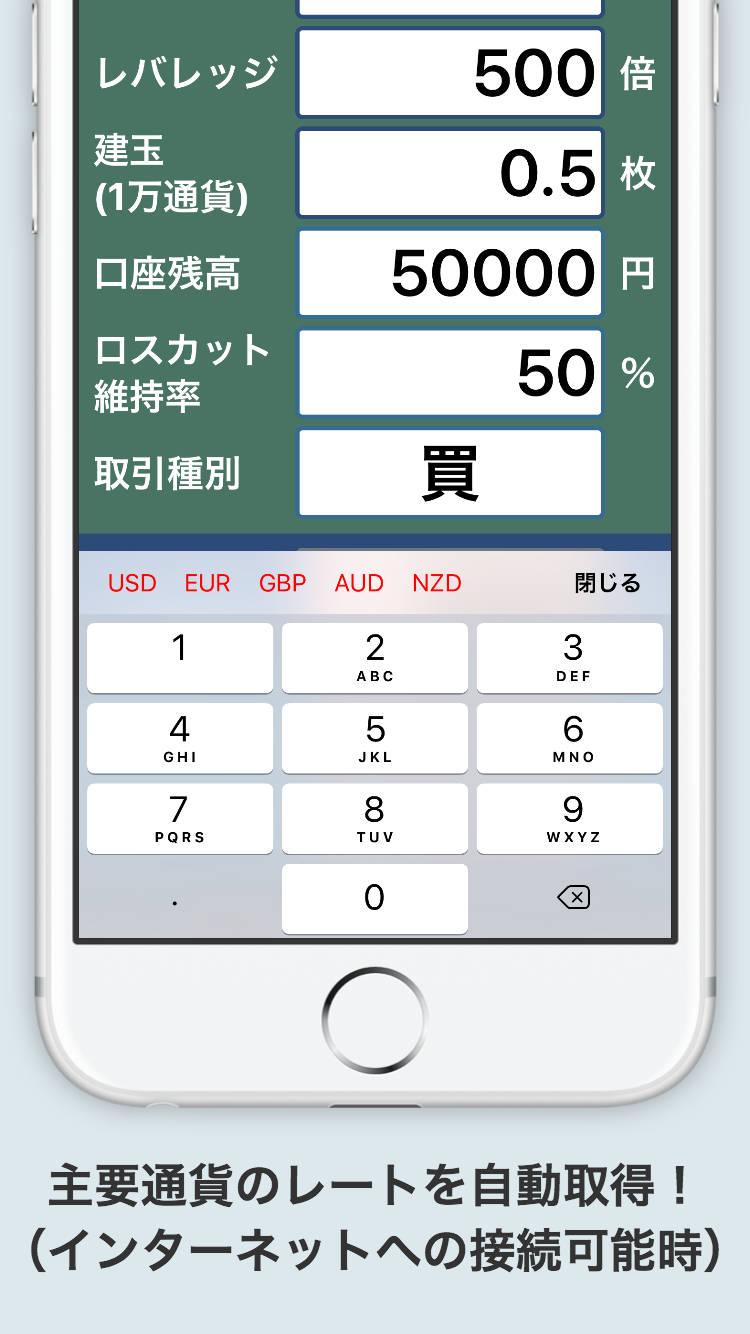 レバレッジ 500 倍
建玉
(1万通貨) 0.5 枚
口座残高 50000 円
ロスカット
維持率 50 %
取引種別 買
USD EUR GBP AUD NZD 閉じる
1 2 3
ABC DEF
4 5 6
GHI JKL MNO
7 8 9
PQRS TUV WXYZ
. 0
主要通貨のレートを自動取得！
（インターネットへの接続可能時）